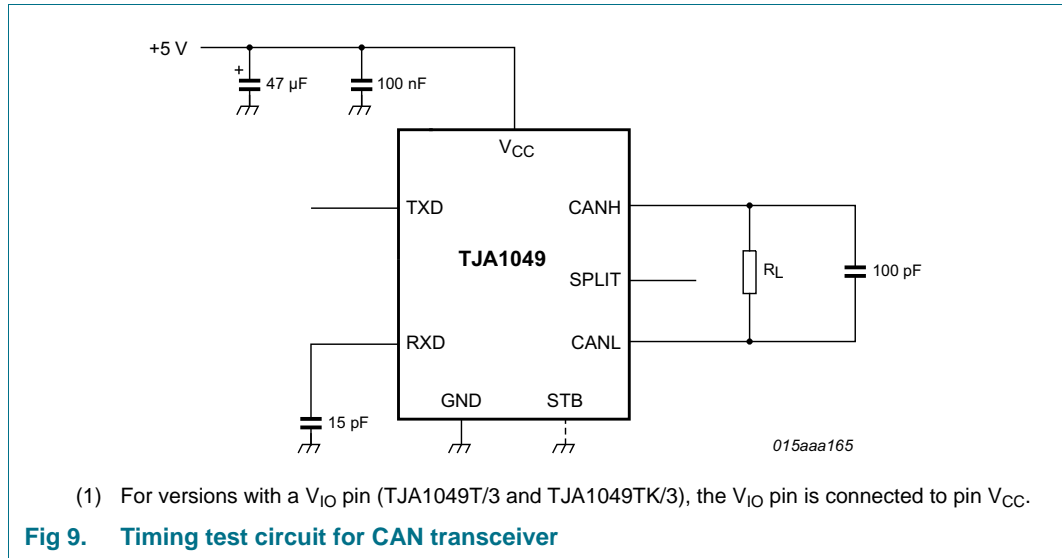 +5 V
+
47 µF
100 nF
VCC
TXD
CANH
TJA1049
SPLIT
RL
100 pF
RXD
CANL
GND
STB
15 pF
015aaa165
(1) For versions with a VIO pin (TJA1049T/3 and TJA1049TK/3), the VIO pin is connected to pin VCC.
Fig 9. Timing test circuit for CAN transceiver